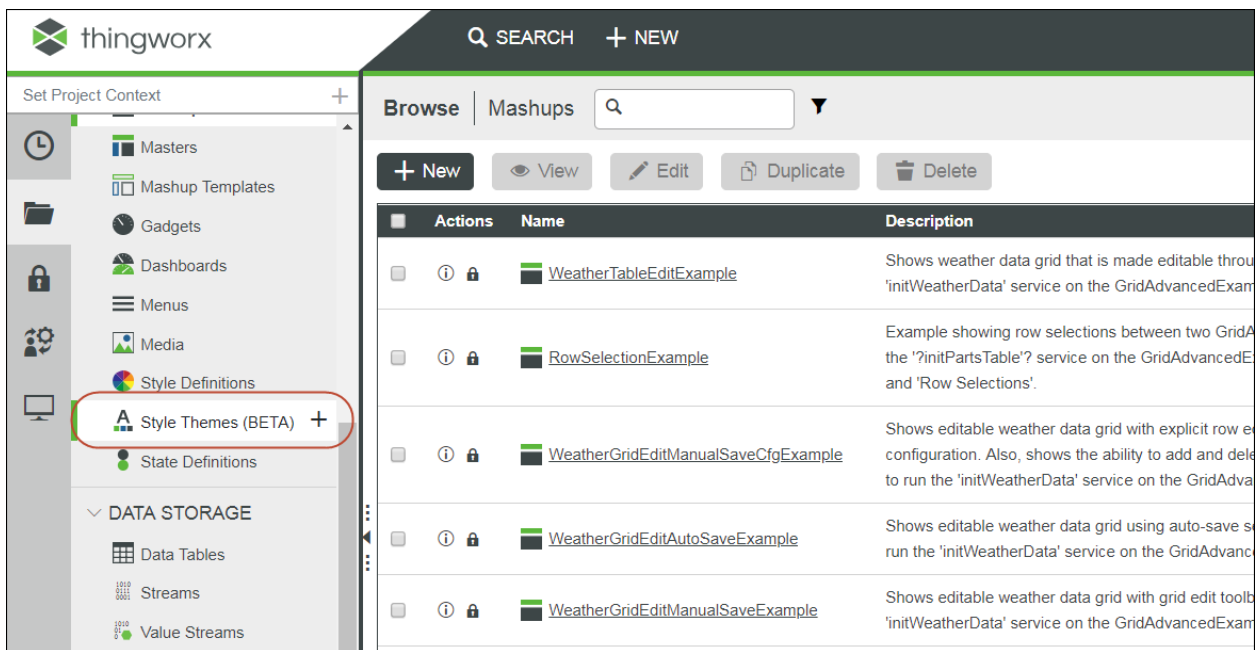 thingworx
SEARCH
NEW
Set Project Context
Browse
Mashups
Masters
Mashup Templates
Gadgets
Dashboards
Menus
Media
Style Definitions
Style Themes (BETA)
State Definitions
DATA STORAGE
Data Tables
Streams
Value Streams
New
View
Edit
Duplicate
Delete
Actions Name Description
WeatherTableEditExample
Shows weather data grid that is made editable throu
'initWeatherData' service on the GridAdvancedExam
RowSelectionExample
Example showing row selections between two GridA
the '?initPartsTable'? service on the GridAdvancedE
and 'Row Selections'.
WeatherGridEditManualSaveCfgExample
Shows editable weather data grid with explicit row e
configuration. Also, shows the ability to add and dele
to run the 'initWeatherData' service on the GridAdva
WeatherGridEditAutoSaveExample
Shows editable weather data grid using auto-save s
run the 'initWeatherData' service on the GridAdvanc
WeatherGridEditManualSaveExample
Shows editable weather data grid with grid edit toolb
'initWeatherData' service on the GridAdvancedExam